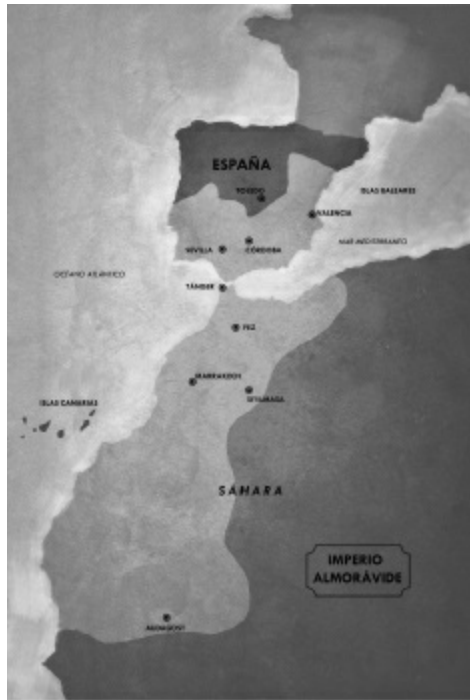 ESPAÑA
TOLEDO
ISLAS BALEARES
VALENCIA
MAR MEDITERRÁNEO
SEVILLA
CÓRDOBA
OCÉANO ATLÁNTICO
TÁNGER
FEZ
MARRAKECH
ISLAS CANARIAS
SAHARA
IMPERIO
ALMORÁVIDE